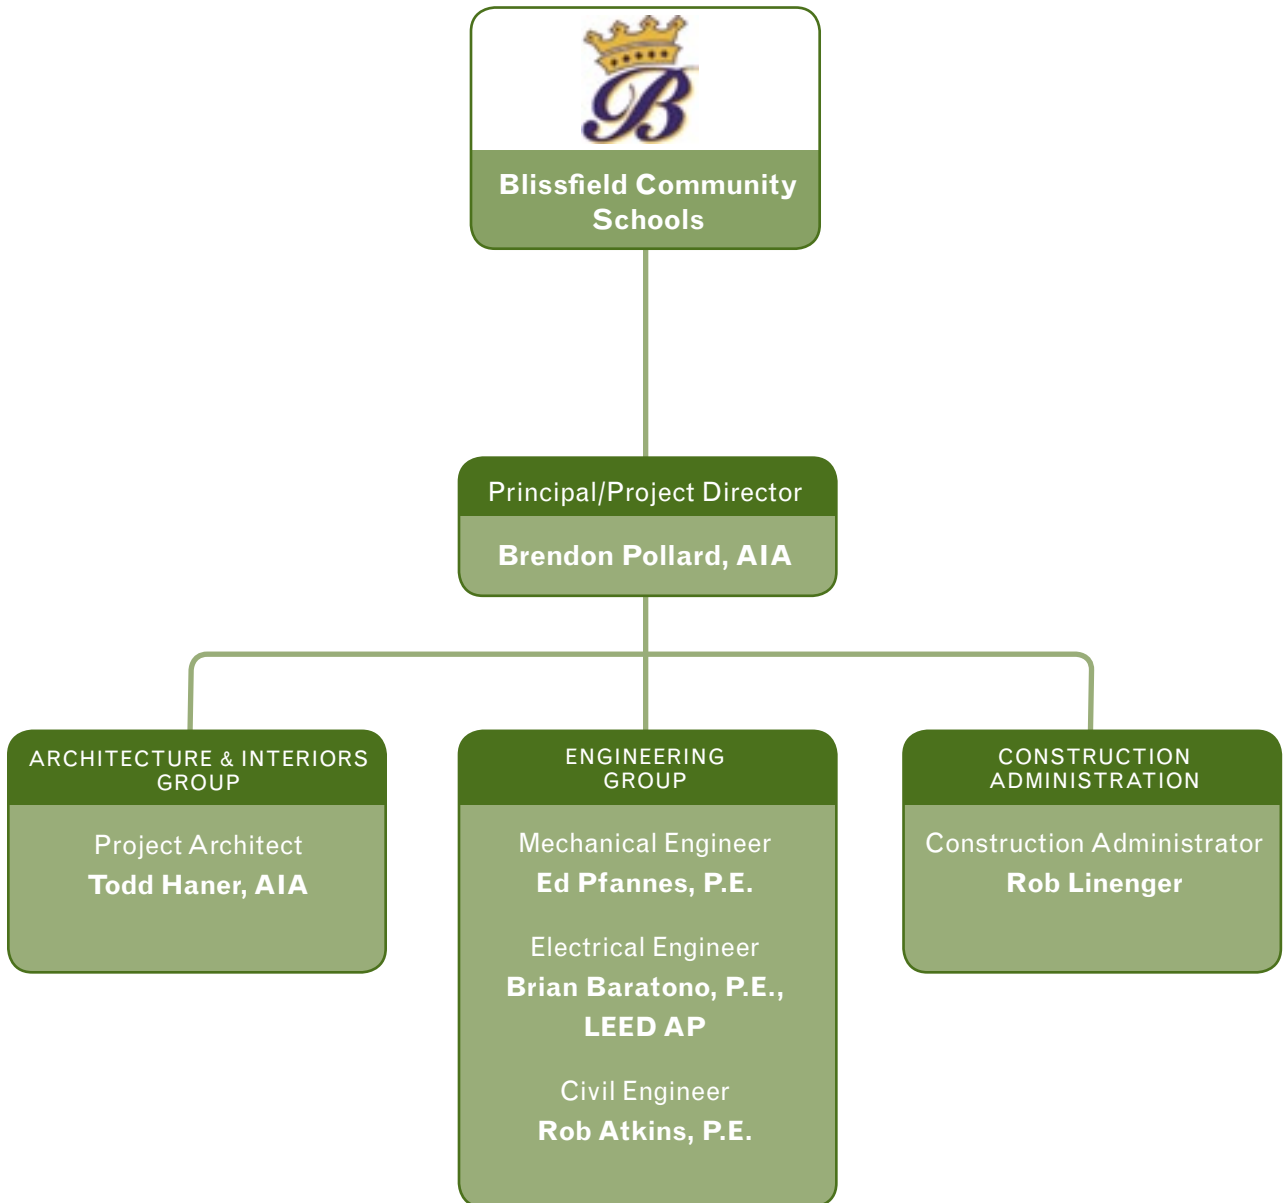 B
Blissfield Community
Schools
Principal/Project Director
Brendon Pollard, AIA
ARCHITECTURE & INTERIORS
GROUP
Project Architect
Todd Haner, AIA
ENGINEERING
GROUP
Mechanical Engineer
Ed Pfannes, P.E.
Electrical Engineer
Brian Baratono, P.E.,
LEED AP
Civil Engineer
Rob Atkins, P.E.
CONSTRUCTION
ADMINISTRATION
Construction Administrator
Rob Linenger